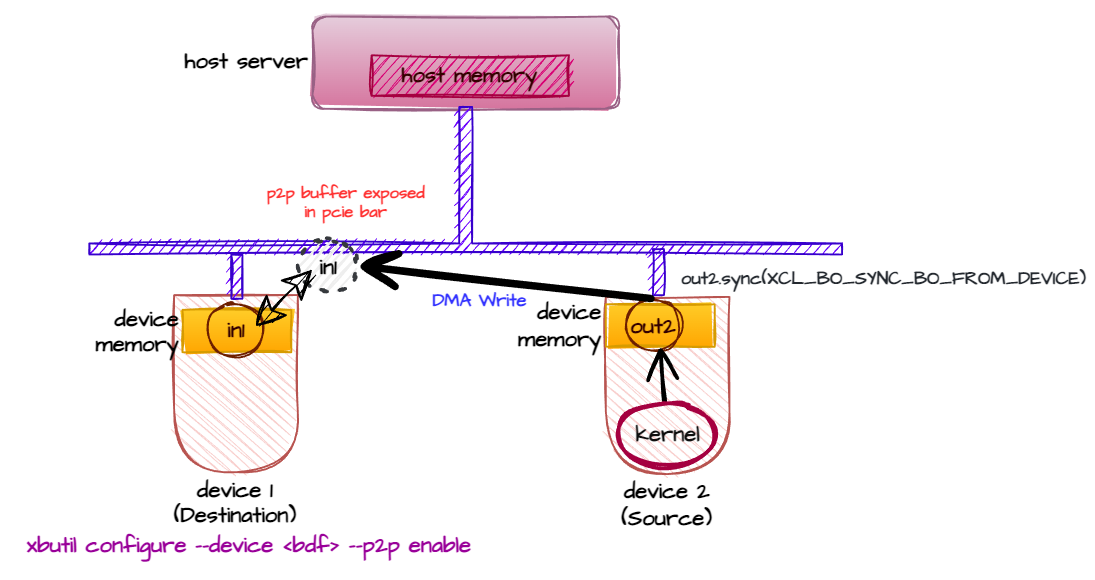 host server
host memory
p2p buffer exposed
in pcie bar
in1
out2.sync(XCL_BO_SYNC_BO_FROM_DEVICE)
DMA Write
device
memory
in1
device
memory
out2
kernel
device 1
(Destination)
device 2
(Source)
xbutil configure --device <bdf> --p2p enable